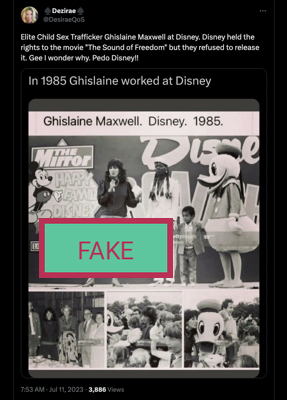 Dezirae
@DesiraeQoS
Elite Child Sex Trafficker Ghislaine Maxwell at Disney. Disney held the
rights to the movie "The Sound of Freedom" but they refused to release
it. Gee I wonder why. Pedo Disney!!
In 1985 Ghislaine worked at Disney
Ghislaine Maxwell. Disney. 1985.
The
Mirror
Disney
HAPPY
FAKE
7:53 AM · Jul 11, 2023 · 3,886 Views